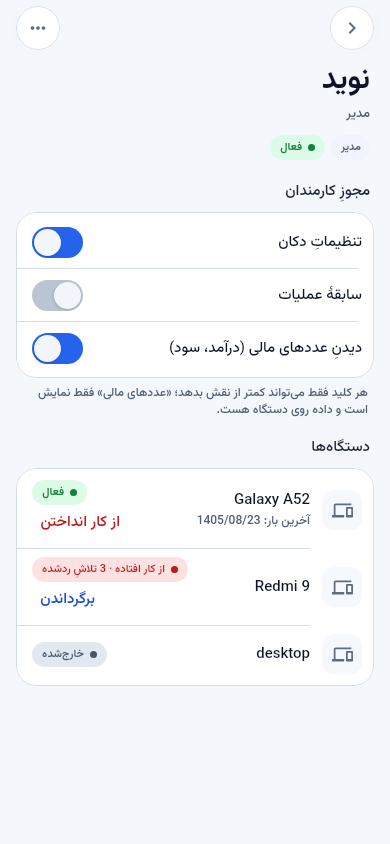 نوید
مدیر
مدیر
فعال
مجوزِ کارمندان
تنظیماتِ دکان
سابقهٔ عملیات
دیدنِ عددهای مالی (درآمد، سود)
هر کلید فقط می‌تواند کمتر از نقش بدهد؛ «عددهای مالی» فقط نمایش
است و داده روی دستگاه هست.
دستگاه‌ها
Galaxy A52
آخرین بار: 1405/08/23
فعال
از کار انداختن
Redmi 9
از کار افتاده · 3 تلاشِ ردشده
برگرداندن
desktop
خارج‌شده